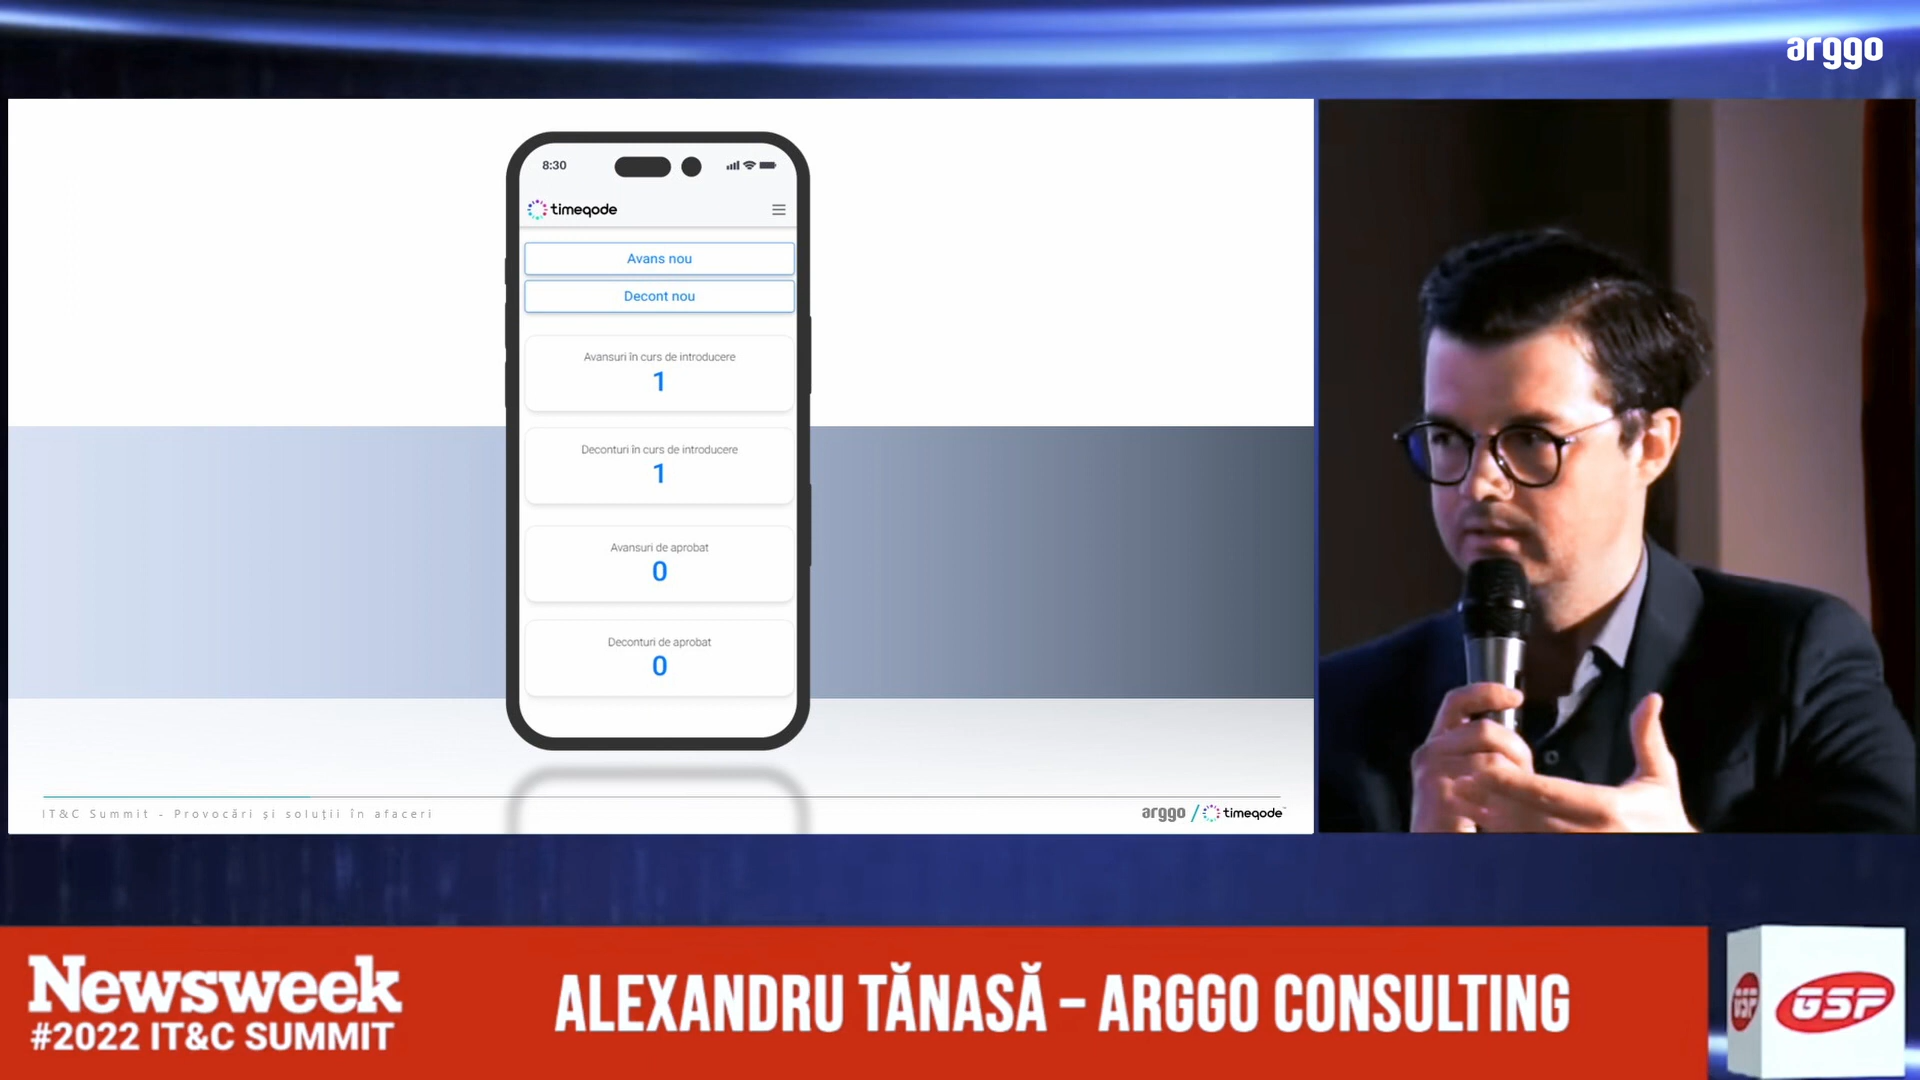 arggo
8:30
timeqode
Avans nou
Decont nou
Avansuri în curs de introducere
1
Deconturi în curs de introducere
1
Avansuri de aprobat
0
Deconturi de aprobat
0
IT&C Summit - Provocări și soluții în afaceri
arggo / timeqode™
Newsweek
#2022 IT&C SUMMIT
ALEXANDRU TĂNASĂ – ARGGO CONSULTING
GSP
GSP